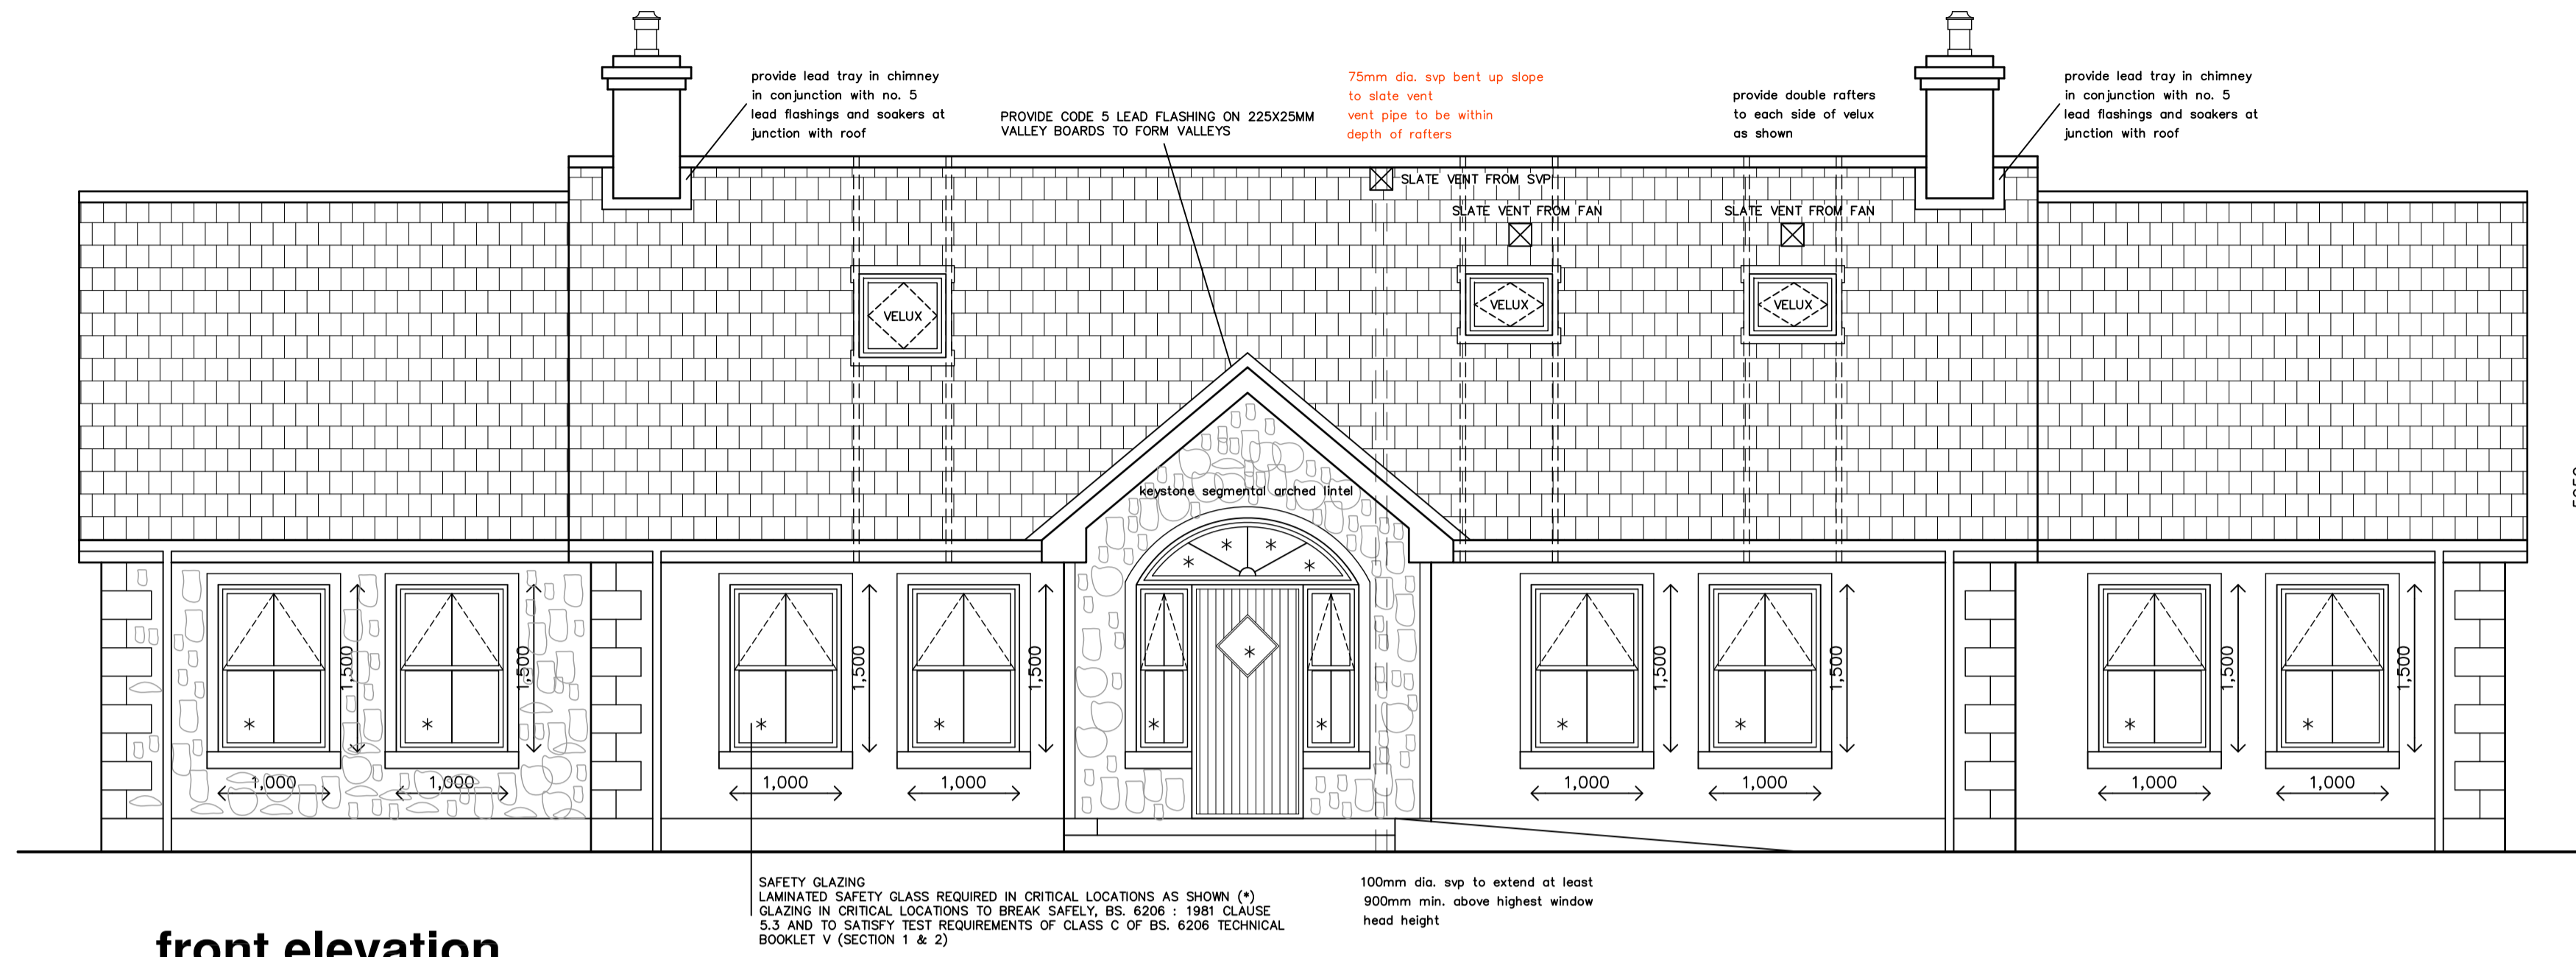 provide lead tray in chimney
in conjunction with no. 5
lead flashings and soakers at
junction with roof
PROVIDE CODE 5 LEAD FLASHING ON 225X25MM
VALLEY BOARDS TO FORM VALLEYS
75mm dia. svp bent up slope
to slate vent
vent pipe to be within
depth of rafters
provide double rafters
to each side of velux
as shown
provide lead tray in chimney
in conjunction with no. 5
lead flashings and soakers at
junction with roof
SLATE VENT FROM SVP
SLATE VENT FROM FAN
SLATE VENT FROM FAN
VELUX
VELUX
VELUX
keystone segmental arched lintel
* * * *
*
1,500
1,500
1,500
1,500
1,500
1,500
1,500
1,500
* * * * * * * * * *
1,000
1,000
1,000
1,000
1,000
1,000
1,000
1,000
SAFETY GLAZING
LAMINATED SAFETY GLASS REQUIRED IN CRITICAL LOCATIONS AS SHOWN (*)
GLAZING IN CRITICAL LOCATIONS TO BREAK SAFELY, BS. 6206 : 1981 CLAUSE
5.3 AND TO SATISFY TEST REQUIREMENTS OF CLASS C OF BS. 6206 TECHNICAL
BOOKLET V (SECTION 1 & 2)
100mm dia. svp to extend at least
900mm min. above highest window
head height
front elevation